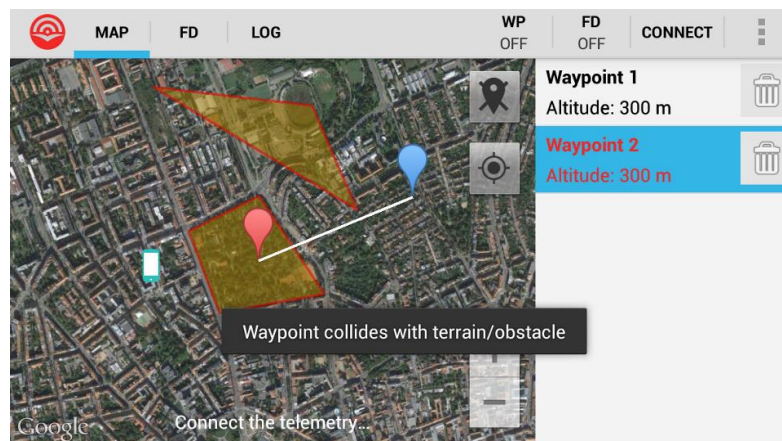 MAP FD LOG WP OFF FD OFF CONNECT
Waypoint 1
Altitude: 300 m
Waypoint 2
Altitude: 300 m
Waypoint collides with terrain/obstacle
Connect the telemetry...
Google